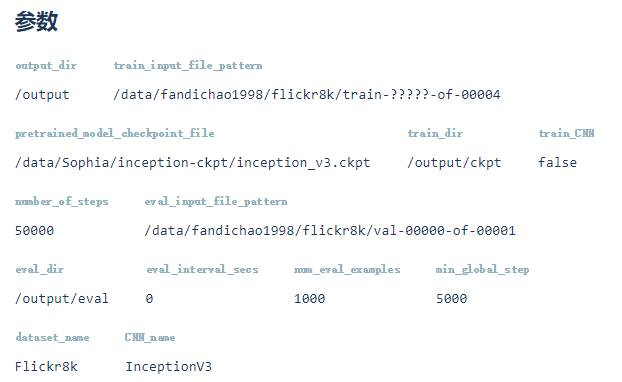 参数
output_dir train_input_file_pattern
/output /data/fandichao1998/flickr8k/train-?????-of-00004
pretrained_model_checkpoint_file train_dir train_CNN
/data/Sophia/inception-ckpt/inception_v3.ckpt /output/ckpt false
number_of_steps eval_input_file_pattern
50000 /data/fandichao1998/flickr8k/val-00000-of-00001
eval_dir eval_interval_secs num_eval_examples min_global_step
/output/eval 0 1000 5000
dataset_name CNN_name
Flickr8k InceptionV3